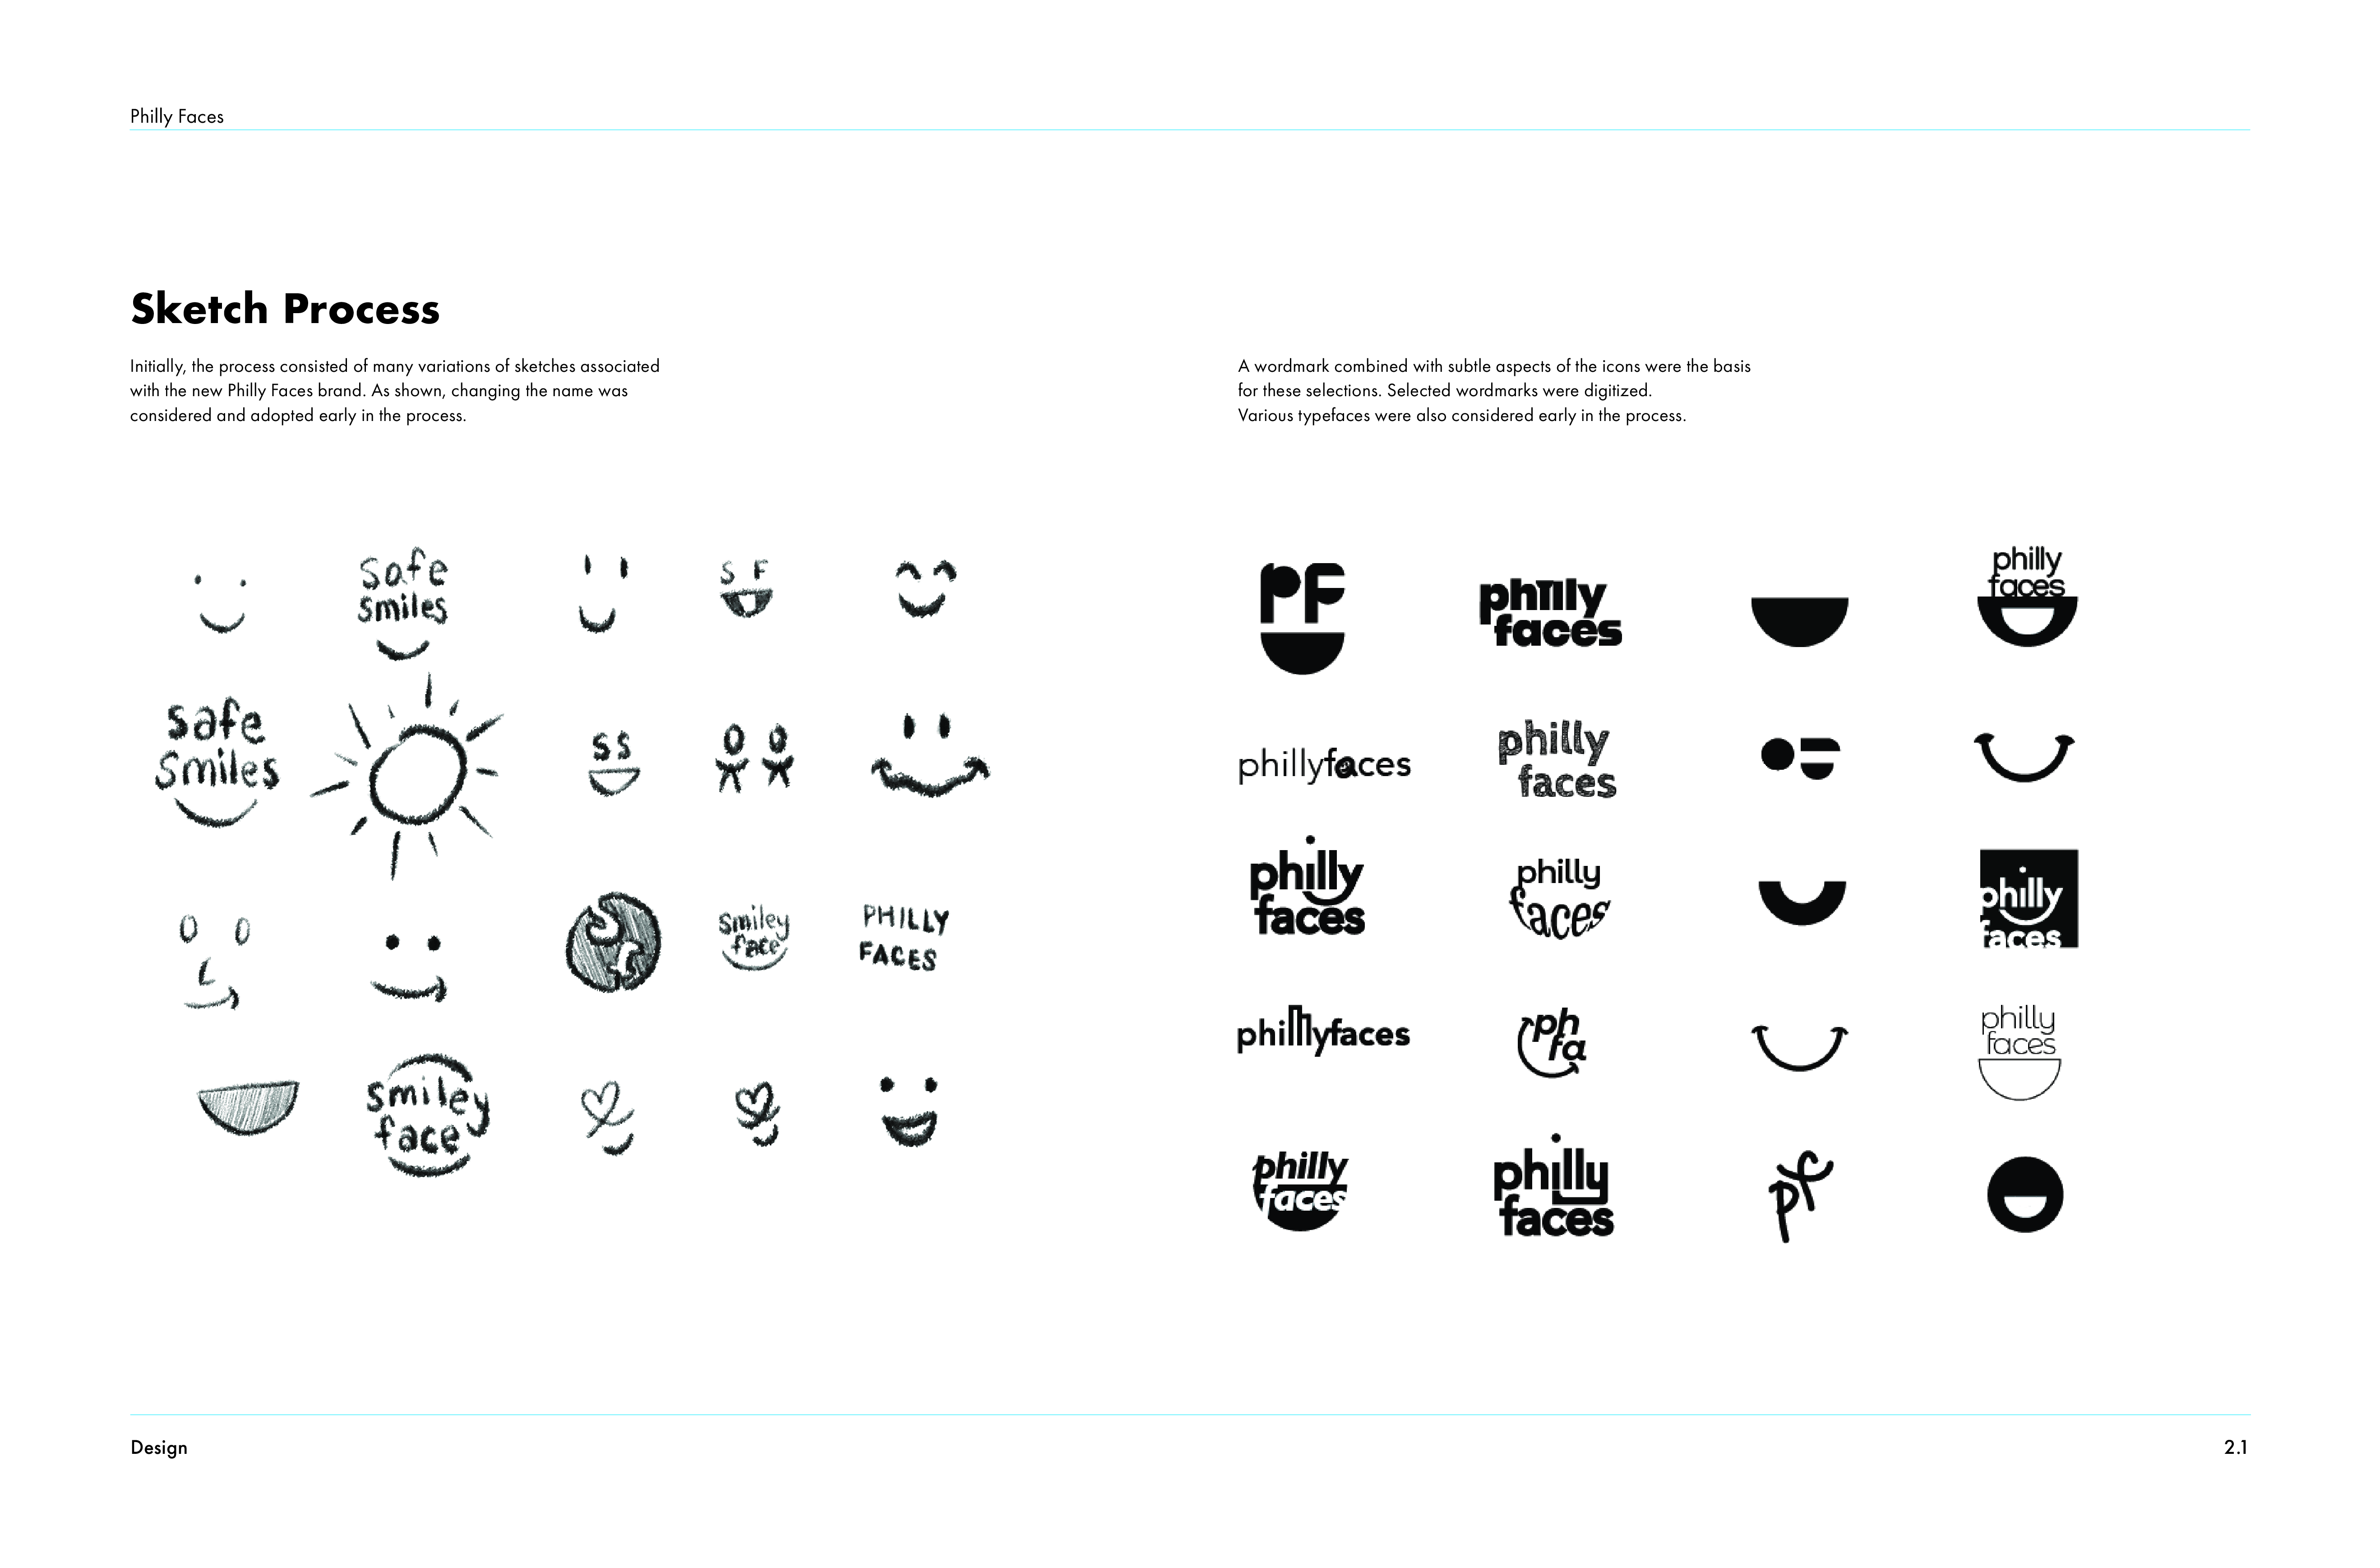 Philly Faces
Sketch Process
Initially, the process consisted of many variations of sketches associated
with the new Philly Faces brand. As shown, changing the name was
considered and adopted early in the process.
A wordmark combined with subtle aspects of the icons were the basis
for these selections. Selected wordmarks were digitized.
Various typefaces were also considered early in the process.
safe
smiles
S F
safe
smiles
SS
smiley
face
PHILLY
FACES
smiley
face
PF
philly
faces
philly
faces
phillyfaces
philly
faces
philly
faces
philly
faces
philly
faces
phillyfaces
ph
fa
philly
faces
philly
faces
philly
faces
pf
Design
2.1